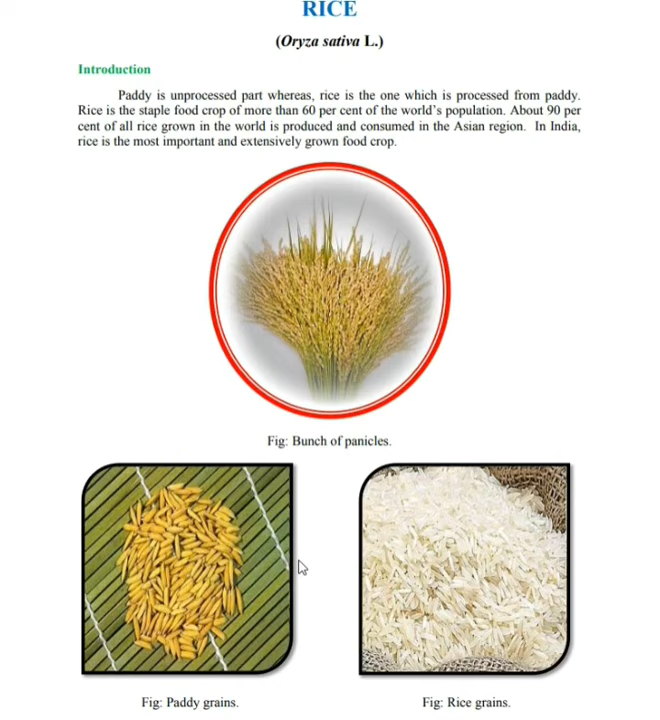 RICE
(Oryza sativa L.)
Introduction
Paddy is unprocessed part whereas, rice is the one which is processed from paddy.
Rice is the staple food crop of more than 60 per cent of the world's population. About 90 per
cent of all rice grown in the world is produced and consumed in the Asian region. In India,
rice is the most important and extensively grown food crop.
Fig: Bunch of panicles.
Fig: Paddy grains.
Fig: Rice grains.